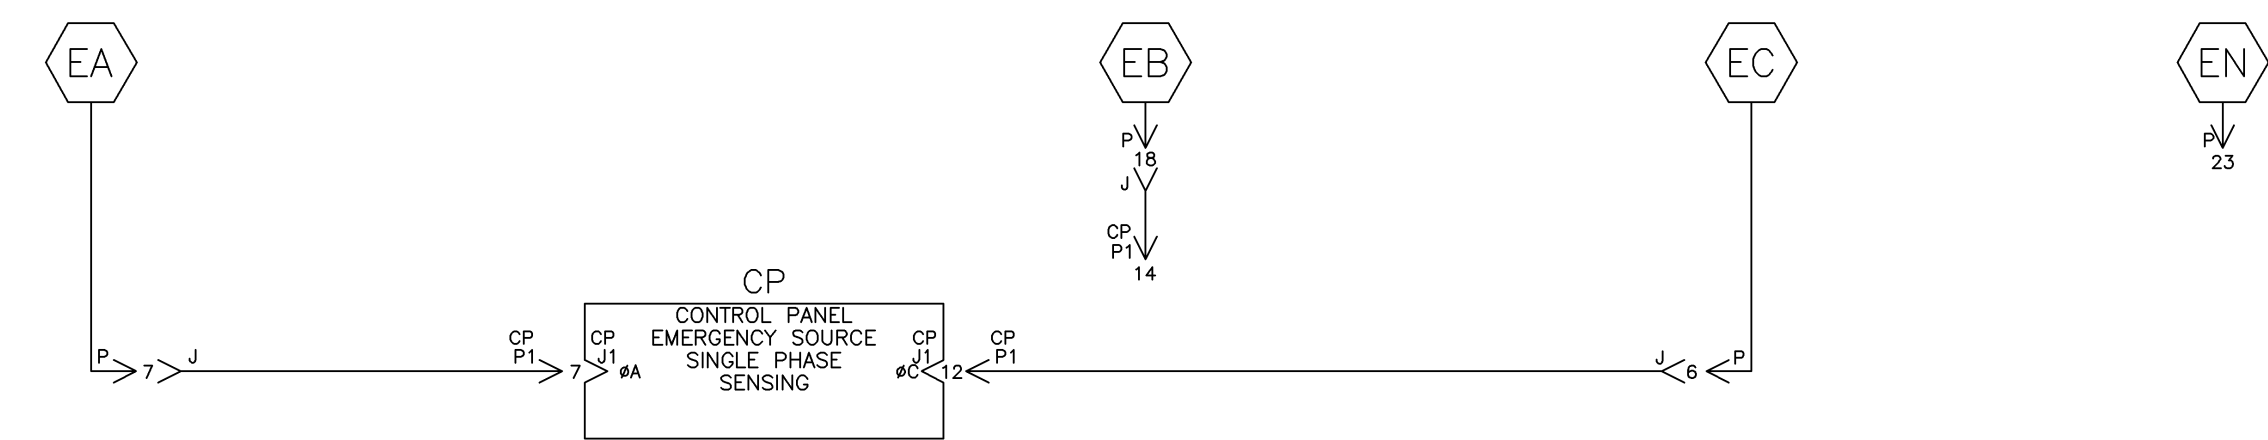 EA
EB
EC
EN
P
18
J
P
23
CP
P1
14
CP
CONTROL PANEL
EMERGENCY SOURCE
SINGLE PHASE
SENSING
P
7
J
CP
P1
7
CP
J1
øA
CP
J1
øC
12
CP
P1
J
6
P